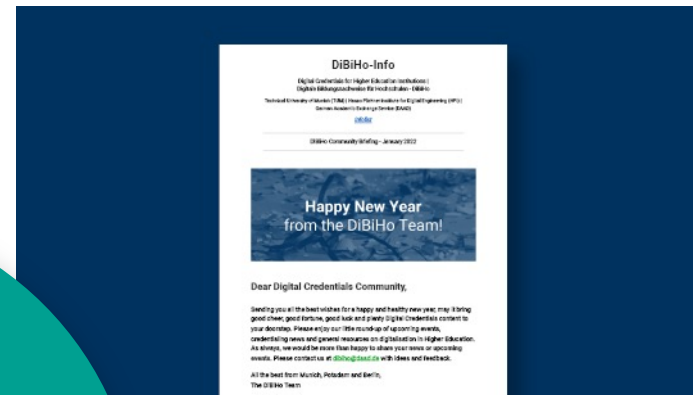 DiBiHo-Info
Digital Credentials for Higher Education Institutions |
Digitale Bildungsnachweise für Hochschulen - DiBiHo
Technical University of Munich (TUM) | Hasso Plattner Institute for Digital Engineering (HPI) |
German Academic Exchange Service (DAAD)
DiBiHo Community Briefing - January 2022
Happy New Year
from the DiBiHo Team!
Dear Digital Credentials Community,
Sending you all the best wishes for a happy and healthy new year, may it bring
good cheer, good fortune, good luck and plenty Digital Credentials content to
your doorstep. Please enjoy our little round-up of upcoming events,
credentialing news and general resources on digitalisation in Higher Education.
As always, we would be more than happy to share your news or upcoming
events. Please contact us at dibiho@daad.de with ideas and feedback.
All the best from Munich, Potsdam and Berlin,
The DiBiHo Team